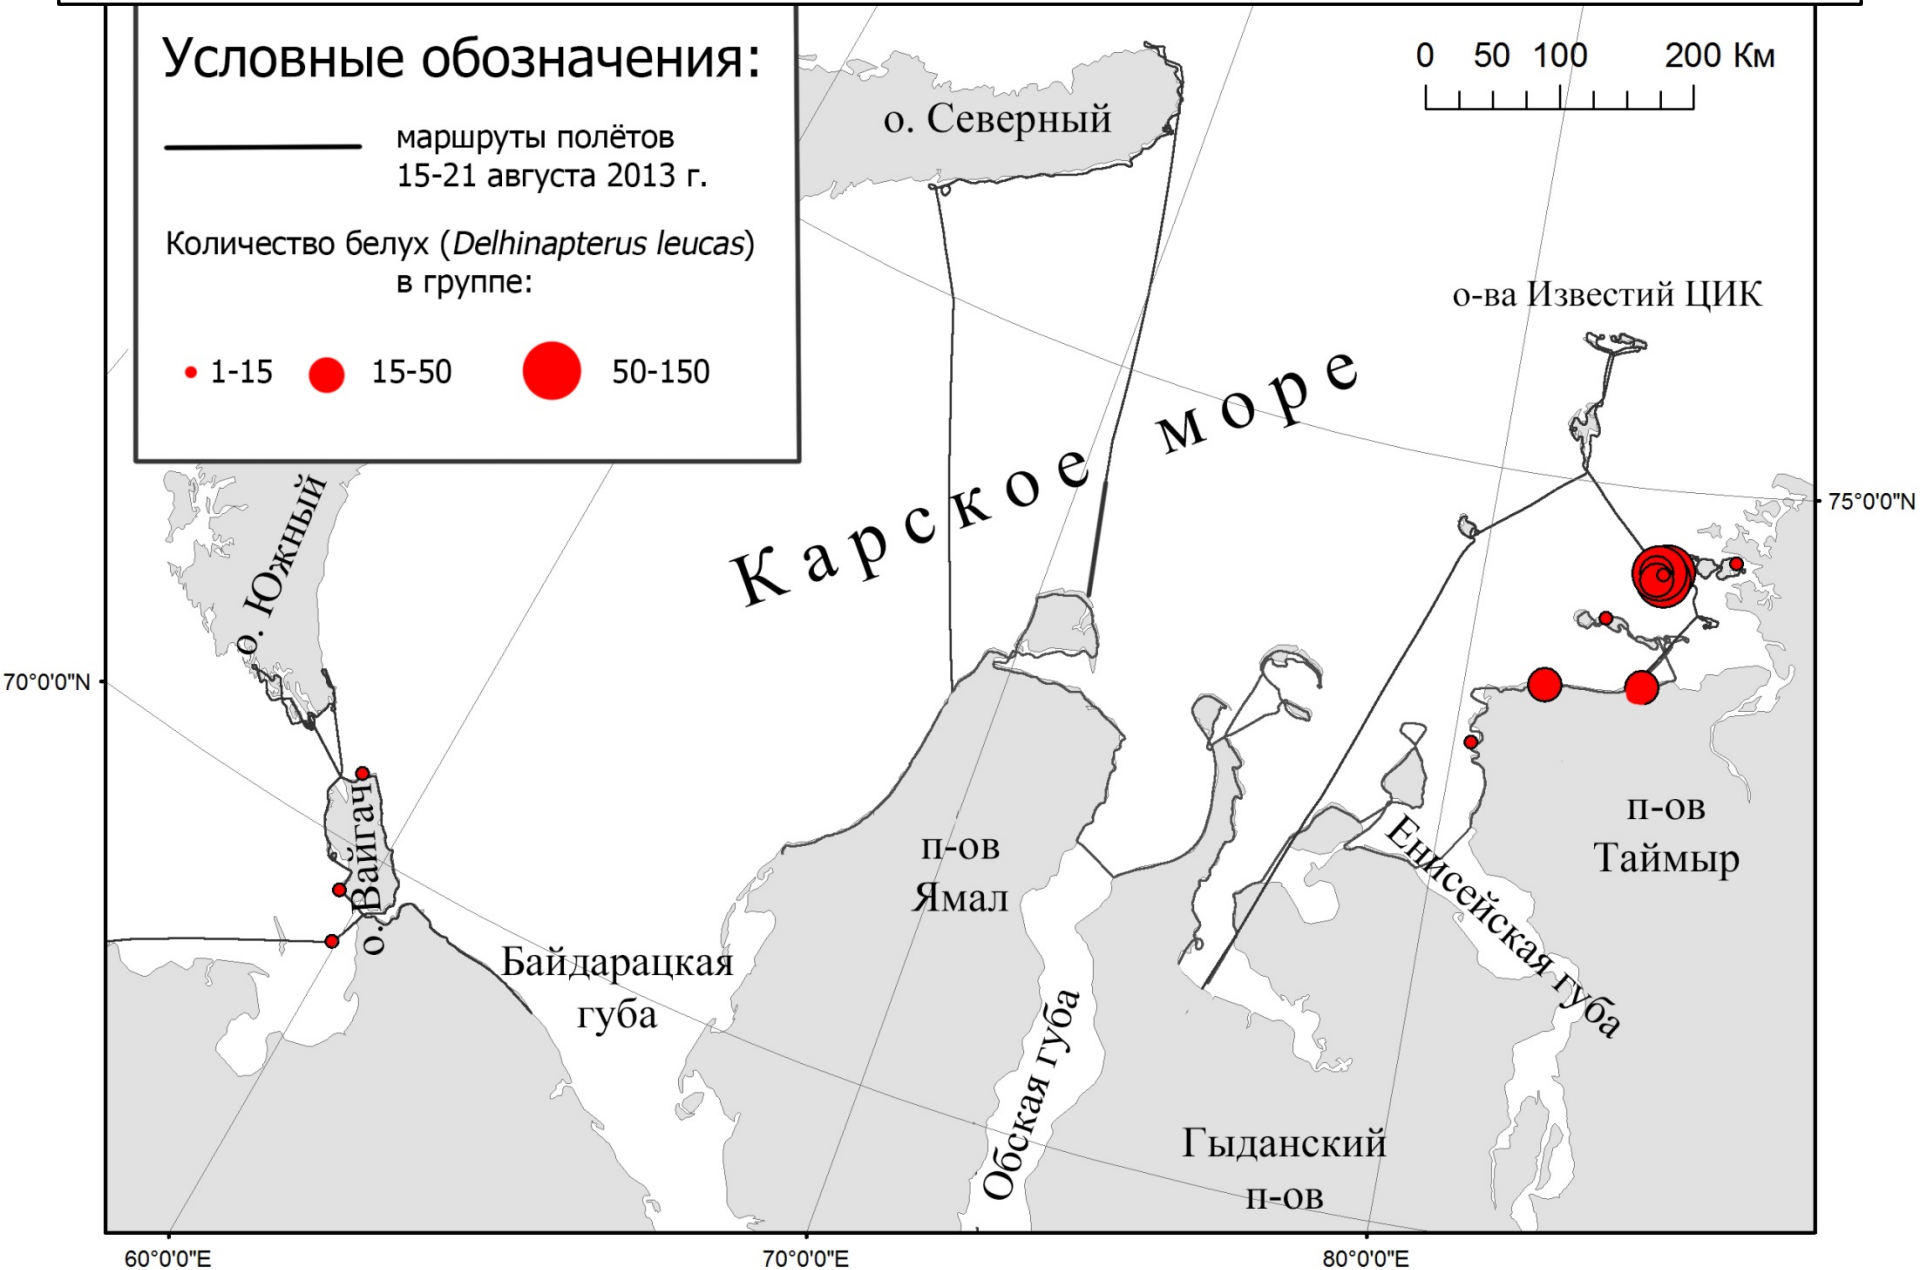 Условные обозначения:
маршруты полётов
15-21 августа 2013 г.
Количество белух (Delhinapterus leucas)
в группе:
1-15
15-50
50-150
0 50 100 200 Км
о. Северный
о-ва Известий ЦИК
Карское море
75°0'0"N
о. Южный
70°0'0"N
о. Вайгач
п-ов
Ямал
п-ов
Таймыр
Енисейская губа
Байдарацкая
губа
Обская губа
Гыданский
п-ов
60°0'0"E
70°0'0"E
80°0'0"E